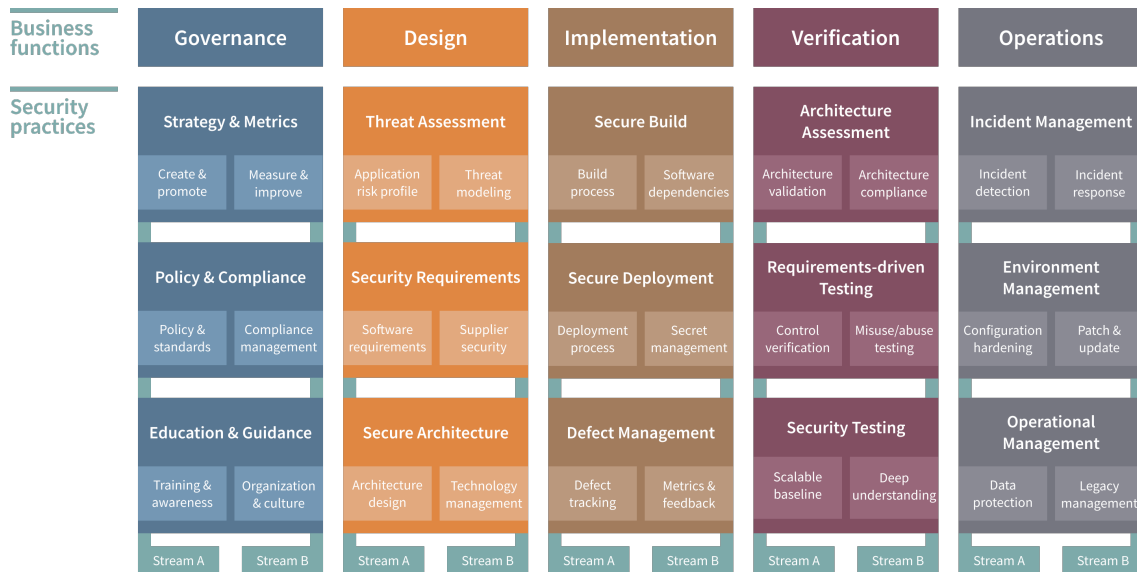 Business
functions
Governance
Design
Implementation
Verification
Operations
Security
practices
Strategy & Metrics
Create &
promote
Measure &
improve
Threat Assessment
Application
risk profile
Threat
modeling
Secure Build
Build
process
Software
dependencies
Architecture
Assessment
Architecture
validation
Architecture
compliance
Incident Management
Incident
detection
Incident
response
Policy & Compliance
Policy &
standards
Compliance
management
Security Requirements
Software
requirements
Supplier
security
Secure Deployment
Deployment
process
Secret
management
Requirements-driven
Testing
Control
verification
Misuse/abuse
testing
Environment
Management
Configuration
hardening
Patch &
update
Education & Guidance
Training &
awareness
Organization
& culture
Secure Architecture
Architecture
design
Technology
management
Defect Management
Defect
tracking
Metrics &
feedback
Security Testing
Scalable
baseline
Deep
understanding
Operational
Management
Data
protection
Legacy
management
Stream A
Stream B
Stream A
Stream B
Stream A
Stream B
Stream A
Stream B
Stream A
Stream B